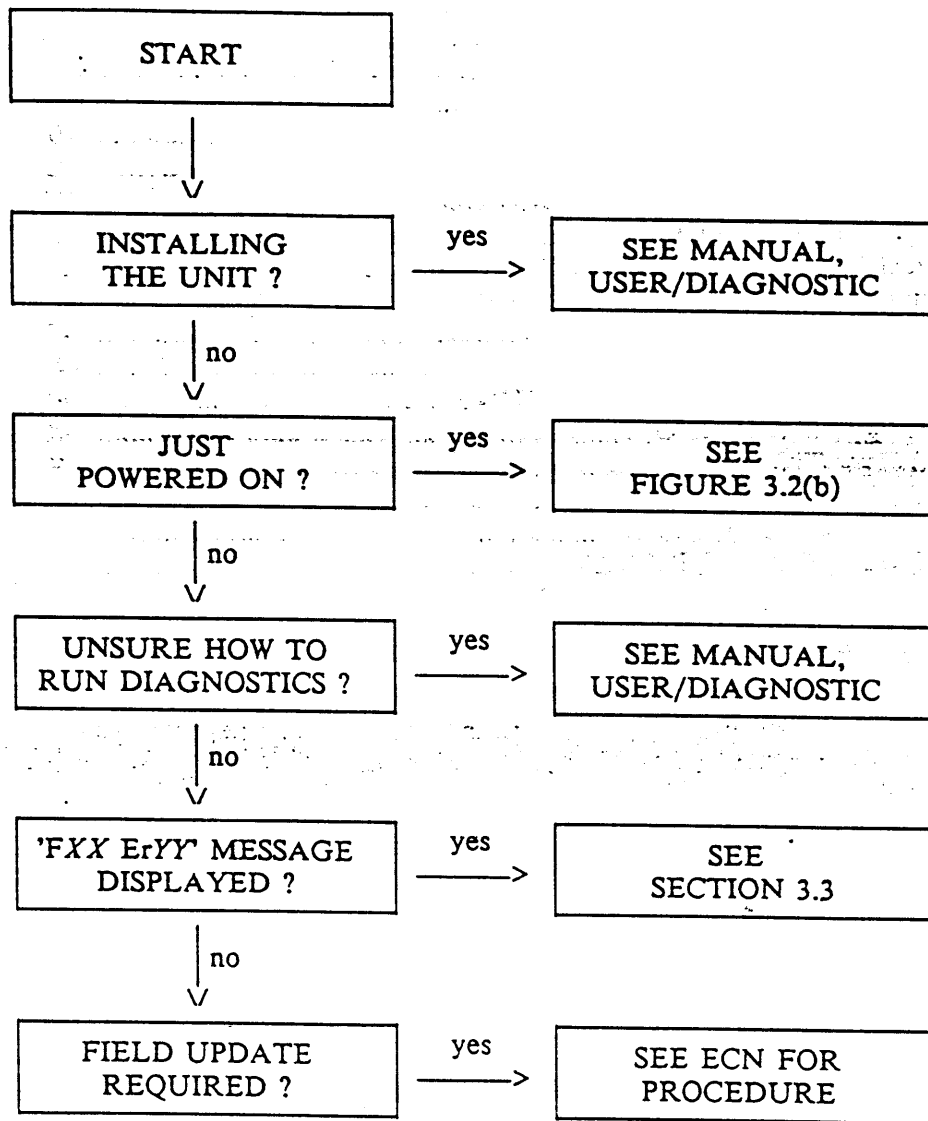 START
INSTALLING
THE UNIT ?
yes
SEE MANUAL,
USER/DIAGNOSTIC
no
JUST
POWERED ON ?
yes
SEE
FIGURE 3.2(b)
no
UNSURE HOW TO
RUN DIAGNOSTICS ?
yes
SEE MANUAL,
USER/DIAGNOSTIC
no
'FXX ErYY' MESSAGE
DISPLAYED ?
yes
SEE
SECTION 3.3
no
FIELD UPDATE
REQUIRED ?
yes
SEE ECN FOR
PROCEDURE